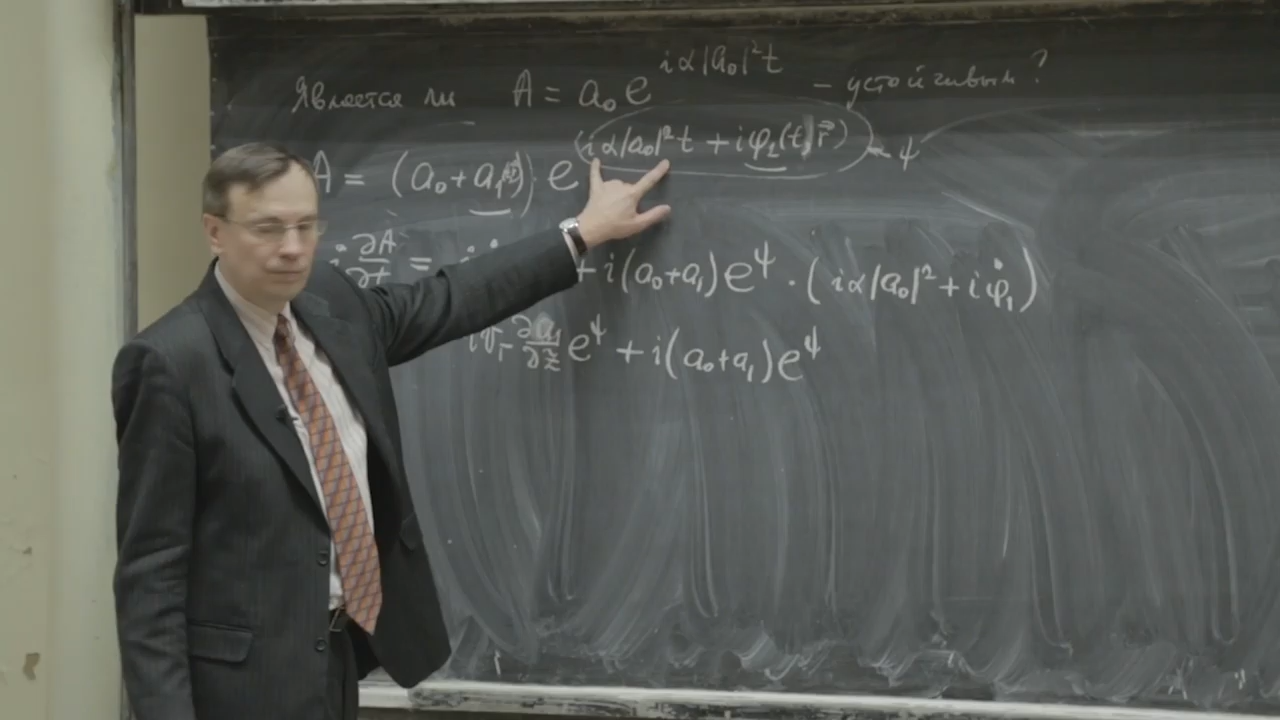 Является ли A = a₀ e^{iα|a₀|²t} – устойчивым?
A = (a₀ + a₁) e^{(iα|a₀|²t + iφ₁(t, r⃗)) = ψ}
i ∂A/∂t = + i(a₀+a₁)e^ψ · (iα|a₀|² + iφ̇₁)
∂a₁/∂z e^ψ + i(a₀+a₁)e^ψ